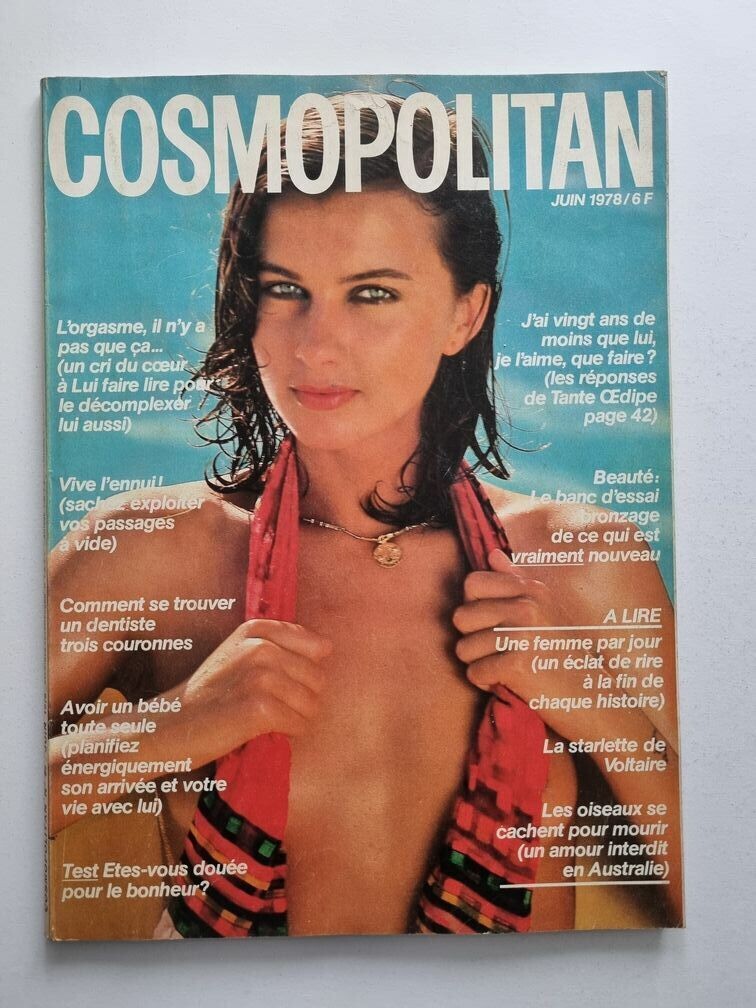 COSMOPOLITAN
JUIN 1978/6 F
L'orgasme, il n'y a
pas que ça...
(un cri du cœur
à Lui faire lire pour
le décomplexer
lui aussi)
Vive l'ennui!
(sachez exploiter
vos passages
à vide)
Comment se trouver
un dentiste
trois couronnes
Avoir un bébé
toute seule
(planifiez
énergiquement
son arrivée et votre
vie avec lui)
Test Etes-vous douée
pour le bonheur?
J'ai vingt ans de
moins que lui,
je l'aime, que faire?
(les réponses
de Tante Œdipe
page 42)
Beauté:
Le banc d'essai
bronzage
de ce qui est
vraiment nouveau
A LIRE
Une femme par jour
(un éclat de rire
à la fin de
chaque histoire)
La starlette de
Voltaire
Les oiseaux se
cachent pour mourir
(un amour interdit
en Australie)